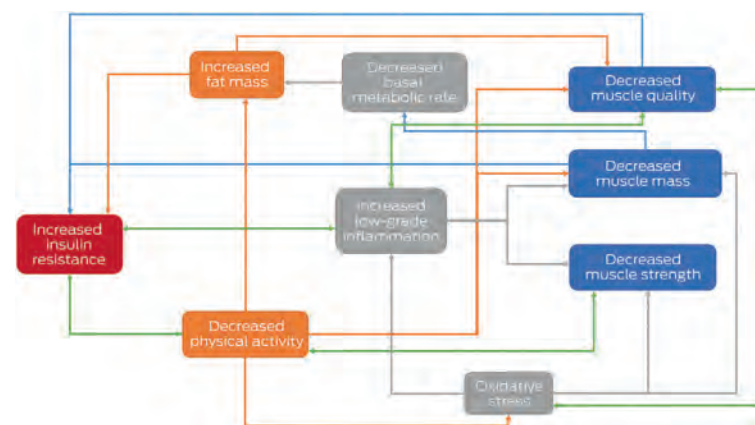 Increased
fat mass
Decreased
basal
metabolic rate
Decreased
muscle quality
Decreased
muscle mass
Increased
low-grade
inflammation
Increased
insulin
resistance
Decreased
muscle strength
Decreased
physical activity
Oxidative
stress